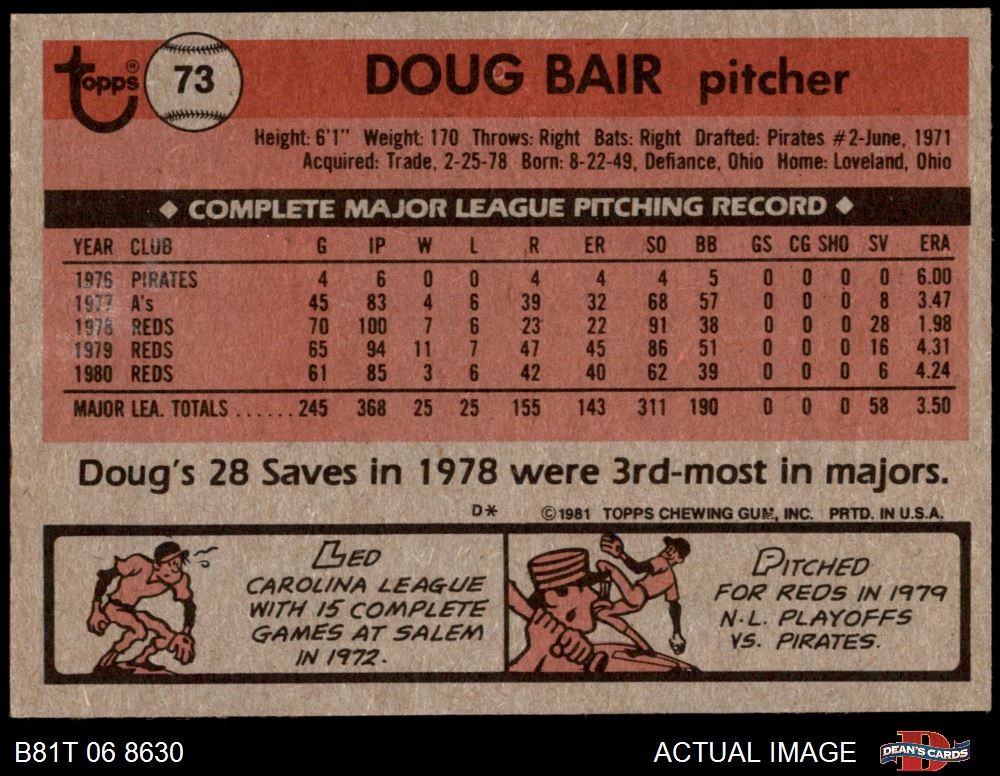 topps® 73 DOUG BAIR pitcher
Height: 6'1" Weight: 170 Throws: Right Bats: Right Drafted: Pirates #2-June, 1971
Acquired: Trade, 2-25-78 Born: 8-22-49, Defiance, Ohio Home: Loveland, Ohio
◆ COMPLETE MAJOR LEAGUE PITCHING RECORD ◆
YEAR CLUB G IP W L R ER SO BB GS CG SHO SV ERA
1976 PIRATES 4 6 0 0 4 4 4 5 0 0 0 0 6.00
1977 A's 45 83 4 6 39 32 68 57 0 0 0 8 3.47
1978 REDS 70 100 7 6 23 22 91 38 0 0 0 28 1.98
1979 REDS 65 94 11 7 47 45 86 51 0 0 0 16 4.31
1980 REDS 61 85 3 6 42 40 62 39 0 0 0 6 4.24
MAJOR LEA. TOTALS ...... 245 368 25 25 155 143 311 190 0 0 0 58 3.50
Doug's 28 Saves in 1978 were 3rd-most in majors.
D* ©1981 TOPPS CHEWING GUM, INC. PRTD. IN U.S.A.
LED
CAROLINA LEAGUE
WITH 15 COMPLETE
GAMES AT SALEM
IN 1972.
PITCHED
FOR REDS IN 1979
N.L. PLAYOFFS
VS. PIRATES.
B81T 06 8630 ACTUAL IMAGE DEAN'S CARDS